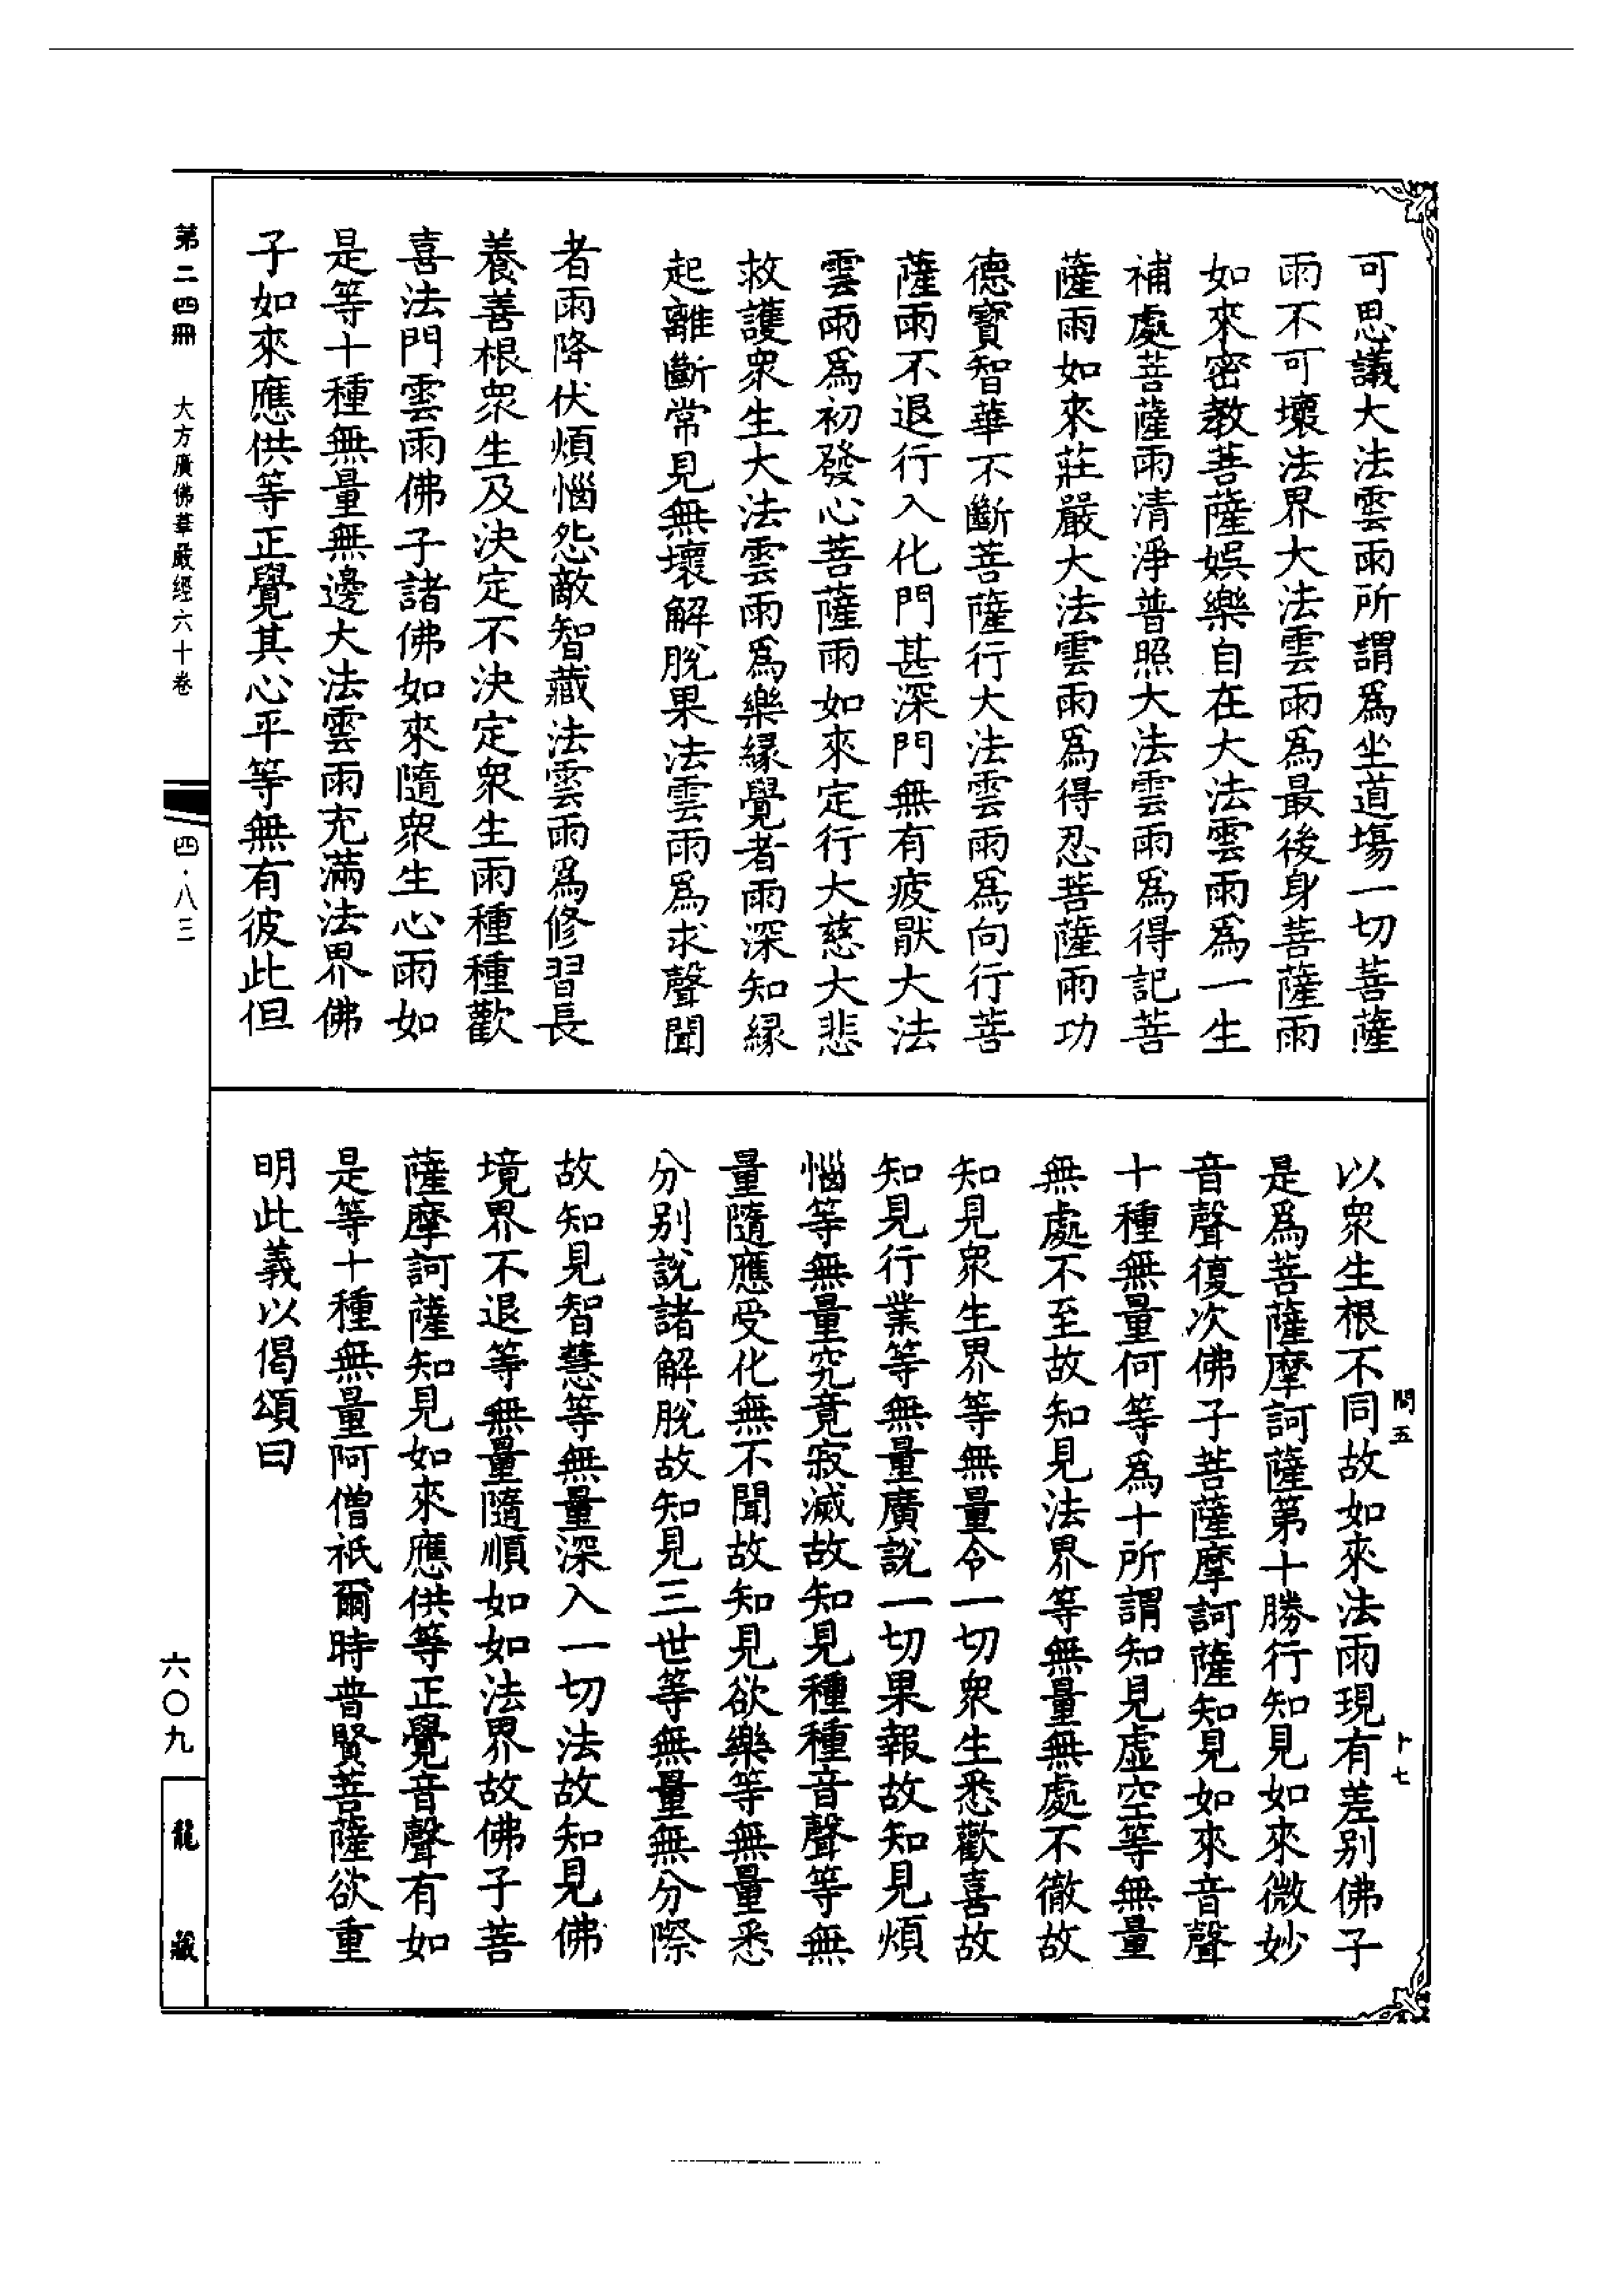 可思議大法雲雨所謂爲坐道場一切菩薩
雨不可壞法界大法雲雨爲最後身菩薩雨
如來密教菩薩娯樂自在大法雲雨爲一生
補處菩薩雨清淨普照大法雲雨爲得記菩
薩雨如來莊嚴大法雲雨爲得忍菩薩雨功
德寶智華不斷菩薩行大法雲雨爲向行菩
薩雨不退行入化門甚深門無有疲厭大法
雲雨爲初發心菩薩雨如來定行大慈大悲
救護衆生大法雲雨爲樂緣覺者雨深知緣
起離斷常見無壞解脫果法雲雨爲求聲聞
者雨降伏煩惱怨敵智藏法雲雨爲修習長
養善根衆生及決定不決定衆生雨種種歡
喜法門雲雨佛子諸佛如來隨衆生心雨如
是等十種無量無邊大法雲雨充滿法界佛
子如來應供等正覺其心平等無有彼此但
以衆生根不同故如來法雨現有差别佛子
是爲菩薩摩訶薩第十勝行知見如來微妙
音聲復次佛子菩薩摩訶薩知見如來音聲
十種無量何等爲十所謂知見虛空等無量
無處不至故知見法界等無量無處不徹故
知見衆生界等無量令一切衆生悉歡喜故
知見行業等無量廣說一切果報故知見煩
惱等無量究竟寂滅故知見種種音聲等無
量隨應受化無不聞故知見欲樂等無量悉
分别說諸解脫故知見三世等無量無分際
故知見智慧等無量深入一切法故知見佛
境界不退等無量隨順如如法界故佛子菩
薩摩訶薩知見如來應供等正覺音聲有如
是等十種無量阿僧祇爾時普賢菩薩欲重
明此義以偈頌曰
問五
卜七
第二四冊 大方廣佛華嚴經六十卷
四·八三
六〇九
龍藏